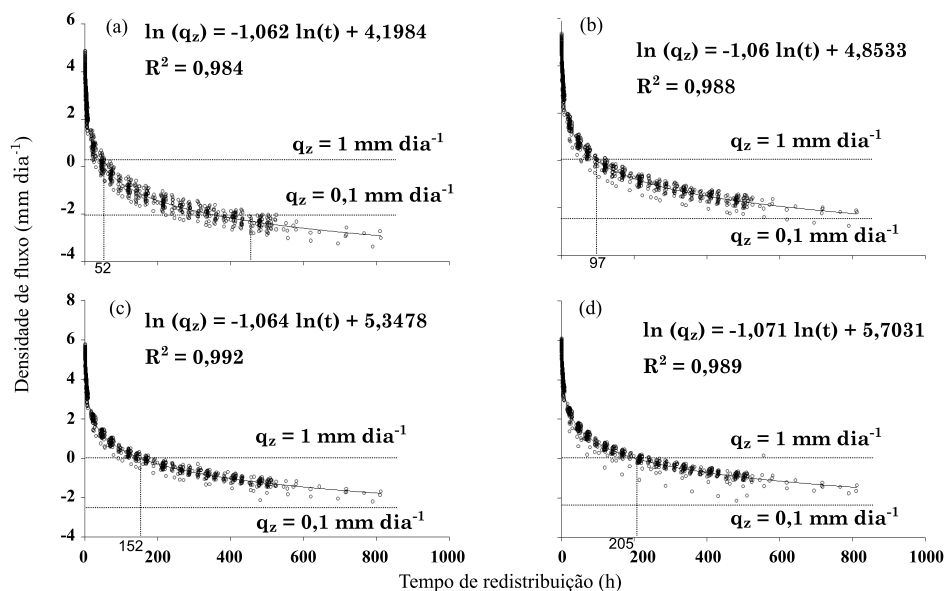 Densidade de fluxo (mm dia⁻¹)
6
4
2
0
-2
-4
(a)
ln (q_z) = -1,062 ln(t) + 4,1984
R² = 0,984
q_z = 1 mm dia⁻¹
q_z = 0,1 mm dia⁻¹
52
(b)
ln (q_z) = -1,06 ln(t) + 4,8533
R² = 0,988
q_z = 1 mm dia⁻¹
q_z = 0,1 mm dia⁻¹
97
8
6
4
2
0
-2
-4
(c)
ln (q_z) = -1,064 ln(t) + 5,3478
R² = 0,992
q_z = 1 mm dia⁻¹
q_z = 0,1 mm dia⁻¹
152
0 200 400 600 800 1000
(d)
ln (q_z) = -1,071 ln(t) + 5,7031
R² = 0,989
q_z = 1 mm dia⁻¹
q_z = 0,1 mm dia⁻¹
205
0 200 400 600 800 1000
Tempo de redistribuição (h)